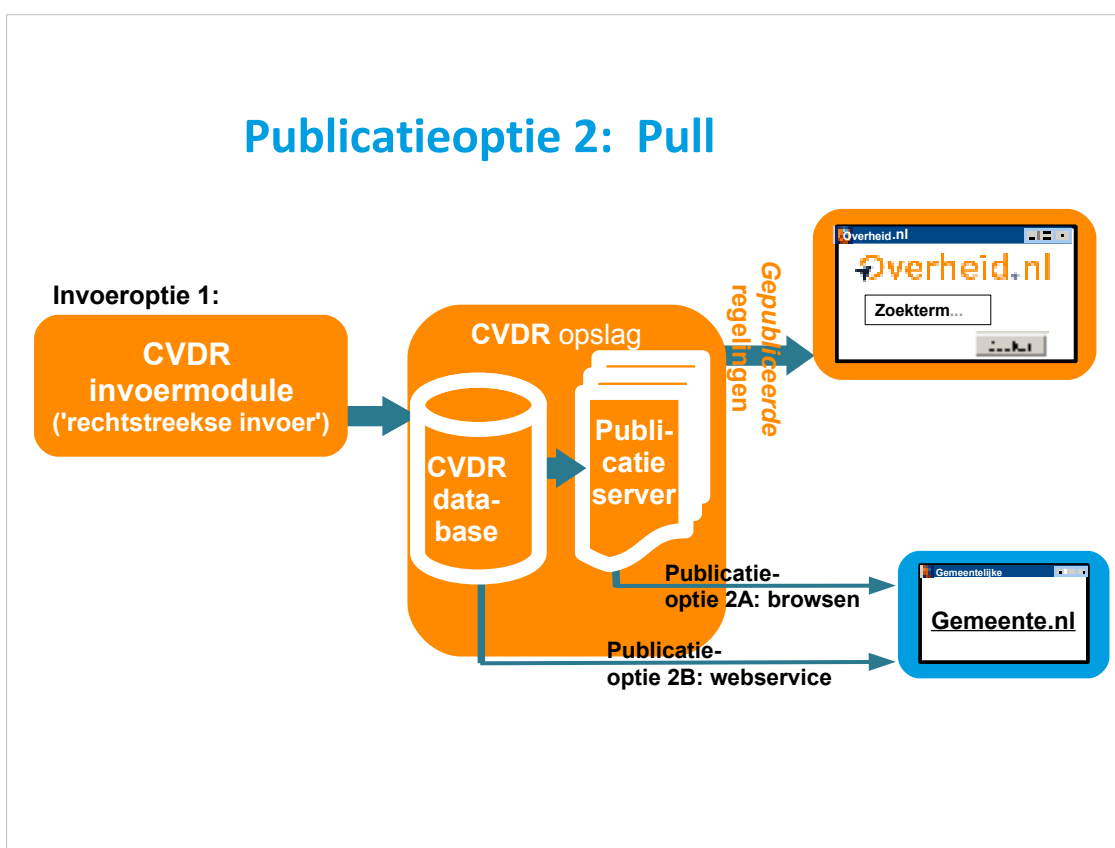 Publicatieoptie 2: Pull
Invoeroptie 1:
CVDR
invoermodule
('rechtstreekse invoer')
CVDR opslag
CVDR
data-
base
Publi-
catie
server
Gepubliceerde
regelingen
Overheid.nl
Overheid.nl
Zoekterm...
Publicatie-
optie 2A: browsen
Publicatie-
optie 2B: webservice
Gemeentelijke
Gemeente.nl